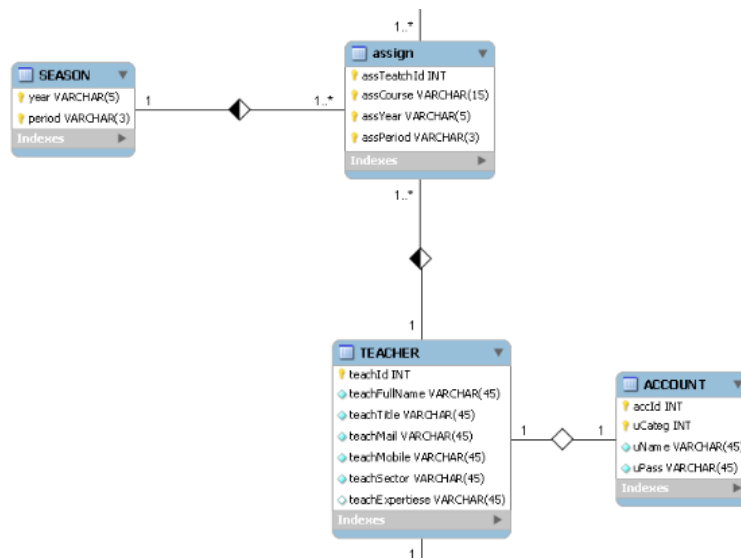 1..*
assign
assTeatchId INT
assCourse VARCHAR(15)
assYear VARCHAR(5)
assPeriod VARCHAR(3)
Indexes
SEASON
year VARCHAR(5)
period VARCHAR(3)
Indexes
1
1..*
1..*
1
TEACHER
teachId INT
teachFullName VARCHAR(45)
teachTitle VARCHAR(45)
teachMail VARCHAR(45)
teachMobile VARCHAR(45)
teachSector VARCHAR(45)
teachExpertiese VARCHAR(45)
Indexes
1
1
ACCOUNT
accId INT
uCateg INT
uName VARCHAR(45)
uPass VARCHAR(45)
Indexes
1